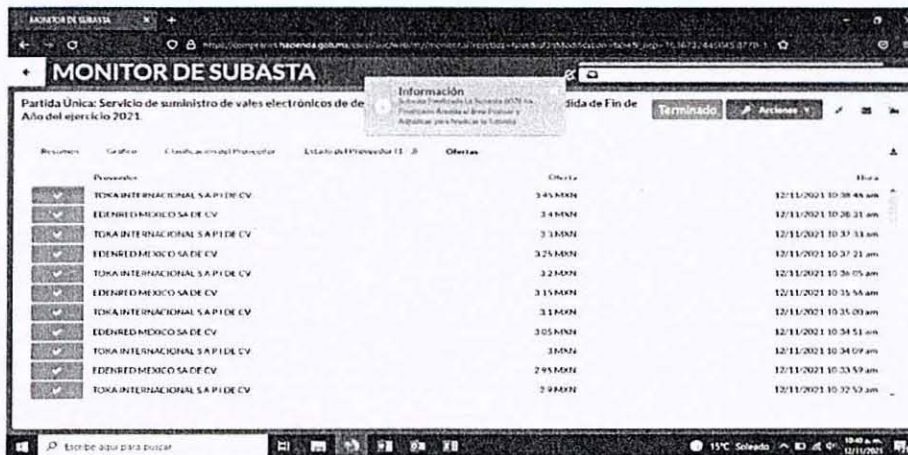 MONITOR DE SUBASTA
MONITOR DE SUBASTA
Información
Partida Única: Servicio de suministro de vales electrónicos de de
dida de Fin de
Año del ejercicio 2021.
Terminado
Acciones
Resumen Gráfica Clasificación del Proveedor Estado del Proveedor Ofertas
Proveedor Oferta Hora
TOKA INTERNACIONAL S A P I DE CV 3.45 MXN 12/11/2021 10:38:46 am
EDENRED MEXICO SA DE CV 3.4 MXN 12/11/2021 10:38:31 am
TOKA INTERNACIONAL S A P I DE CV 3.3 MXN 12/11/2021 10:37:33 am
EDENRED MEXICO SA DE CV 3.25 MXN 12/11/2021 10:37:21 am
TOKA INTERNACIONAL S A P I DE CV 3.2 MXN 12/11/2021 10:36:05 am
EDENRED MEXICO SA DE CV 3.15 MXN 12/11/2021 10:35:56 am
TOKA INTERNACIONAL S A P I DE CV 3.1 MXN 12/11/2021 10:35:00 am
EDENRED MEXICO SA DE CV 3.05 MXN 12/11/2021 10:34:51 am
TOKA INTERNACIONAL S A P I DE CV 3 MXN 12/11/2021 10:34:09 am
EDENRED MEXICO SA DE CV 2.95 MXN 12/11/2021 10:33:59 am
TOKA INTERNACIONAL S A P I DE CV 2.9 MXN 12/11/2021 10:32:52 am
Escribe aquí para buscar
15°C Soleado
10:40 a. m.
12/11/2021